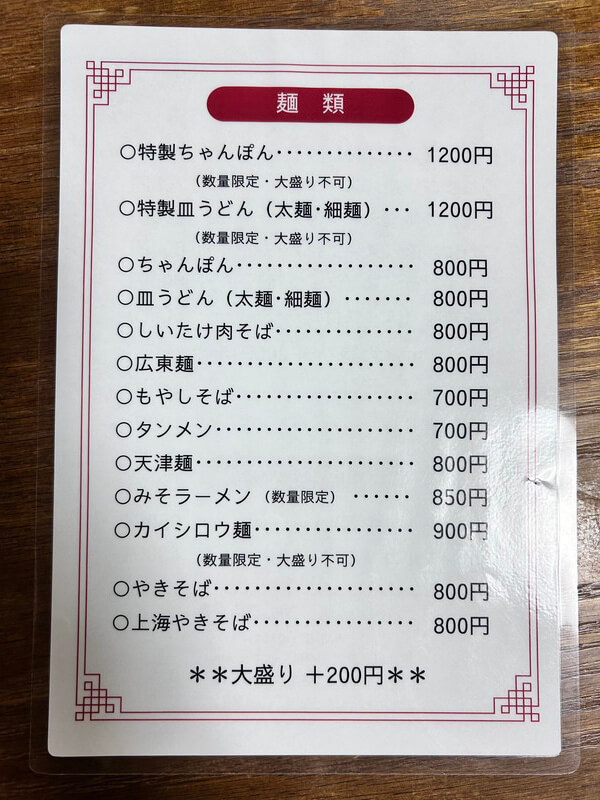 麺 類
○特製ちゃんぽん‥‥‥‥‥‥‥ 1200円
（数量限定・大盛り不可）
○特製皿うどん（太麺・細麺）‥‥ 1200円
（数量限定・大盛り不可）
○ちゃんぽん‥‥‥‥‥‥‥‥‥ 800円
○皿うどん（太麺・細麺）‥‥‥‥ 800円
○しいたけ肉そば‥‥‥‥‥‥‥ 800円
○広東麺‥‥‥‥‥‥‥‥‥‥‥ 800円
○もやしそば‥‥‥‥‥‥‥‥‥ 700円
○タンメン‥‥‥‥‥‥‥‥‥‥ 700円
○天津麺‥‥‥‥‥‥‥‥‥‥‥ 800円
○みそラーメン（数量限定）‥‥‥ 850円
○カイシロウ麺‥‥‥‥‥‥‥‥ 900円
（数量限定・大盛り不可）
○やきそば‥‥‥‥‥‥‥‥‥‥ 800円
○上海やきそば‥‥‥‥‥‥‥‥ 800円
＊＊大盛り ＋200円＊＊